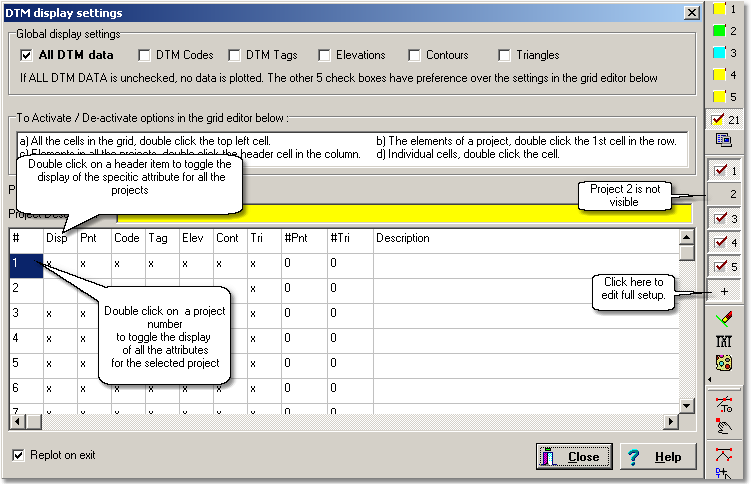 DTM display settings
Global display settings
All DTM data
DTM Codes
DTM Tags
Elevations
Contours
Triangles
If ALL DTM DATA is unchecked, no data is plotted. The other 5 check boxes have preference over the settings in the grid editor below
To Activate / De-activate options in the grid editor below :
a) All the cells in the grid, double click the top left cell.
b) The elements of a project, double click the 1st cell in the row.
c) Elements in all the projects, double click the header cell in the column.
d) Individual cells, double click the cell.
Double click on a header item to toggle the
display of the specitic attribute for all the
projects
P
Project Desc
# Disp Pnt Code Tag Elev Cont Tri #Pnt #Tri Description
1 x x x x x x x 0 0
2 x 0 0
3 x x x 0 0
4 x x x 0 0
5 x x x 0 0
6 x x x x x x x 0 0
7 x x x x x x x 0 0
Double click on a project
number
to toggle the display
of all the attributes
for the selected project
Replot on exit
Close
? Help
1
2
3
4
5
21
1
2
3
4
5
+
Project 2 is not
visible
Click here to
edit full setup.
TXT
To